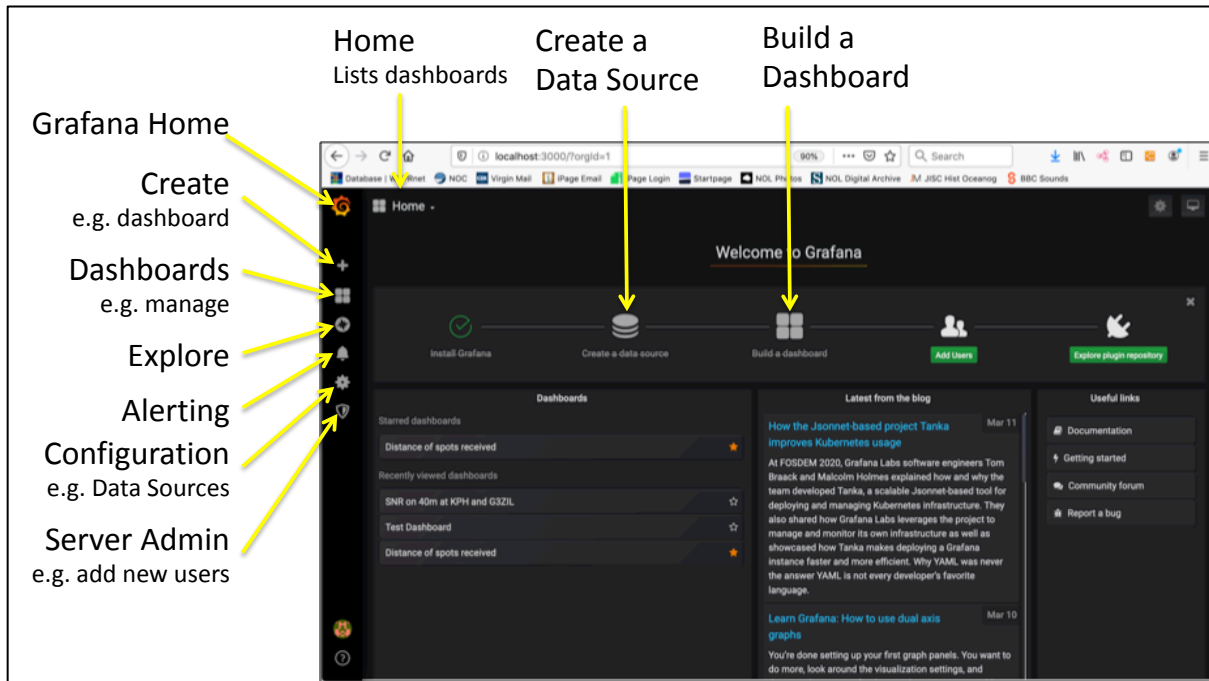 Home
Lists dashboards
Create a
Data Source
Build a
Dashboard
Grafana Home
Create
e.g. dashboard
Dashboards
e.g. manage
Explore
Alerting
Configuration
e.g. Data Sources
Server Admin
e.g. add new users
localhost:3000/?orgId=1
90%
Search
Database | W
Rnet
NOC
Virgin Mail
iPage Email
Page Login
Startpage
NOL Photos
NOL Digital Archive
JISC Hist Oceanog
BBC Sounds
Home
Welcome to Grafana
Install Grafana
Create a data source
Build a dashboard
Add Users
Explore plugin repository
Dashboards
Starred dashboards
Distance of spots received
Recently viewed dashboards
SNR on 40m at KPH and G3ZIL
Test Dashboard
Distance of spots received
Latest from the blog
How the Jsonnet-based project Tanka Mar 11
improves Kubernetes usage
At FOSDEM 2020, Grafana Labs software engineers Tom
Braack and Malcolm Holmes explained how and why the
team developed Tanka, a scalable Jsonnet-based tool for
deploying and managing Kubernetes infrastructure. They
also shared how Grafana Labs leverages the project to
manage and monitor its own infrastructure as well as
showcased how Tanka makes deploying a Grafana
instance faster and more efficient. Why YAML was never
the answer YAML is not every developer's favorite
language.
Learn Grafana: How to use dual axis Mar 10
graphs
You're done setting up your first graph panels. You want to
do more, look around the visualization settings, and
Useful links
Documentation
Getting started
Community forum
Report a bug